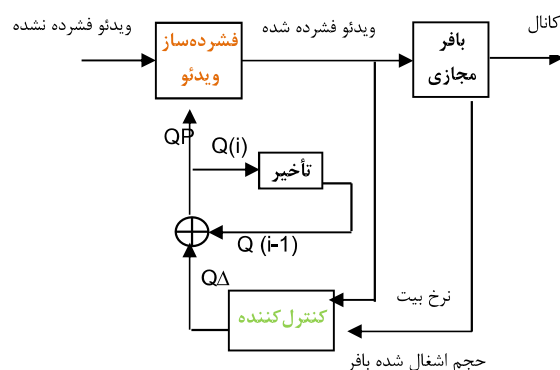 کانال
ویدئو فشرده نشده
ویدئو فشرده شده
فشرده‌ساز
ویدئو
بافر
مجازی
QP
Q(i)
تأخیر
Q (i-1)
Q∆
کنترل‌کننده
نرخ بیت
حجم اشغال شده بافر